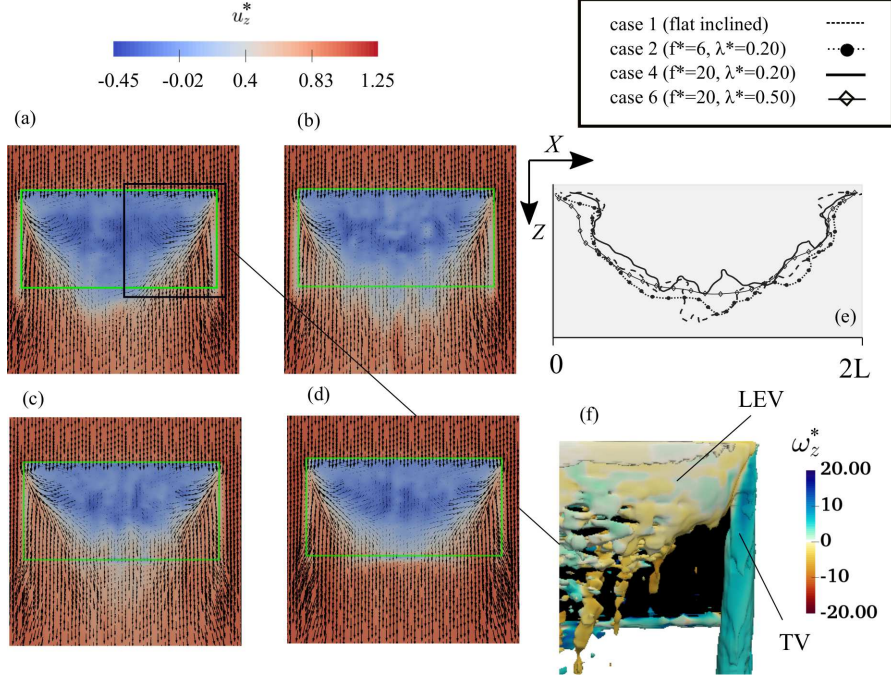 u*z
-0.45 -0.02 0.4 0.83 1.25
case 1 (flat inclined)
case 2 (f*=6, λ*=0.20)
case 4 (f*=20, λ*=0.20)
case 6 (f*=20, λ*=0.50)
(a)
(b)
X
Z
(e)
0 2L
(c)
(d)
(f)
LEV
ω*z
20.00
10
0
-10
-20.00
TV